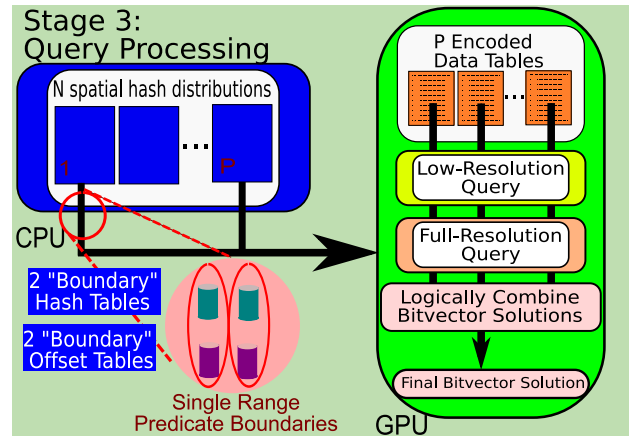 Stage 3:
Query Processing
N spatial hash distributions
1
...
P
CPU
2 "Boundary"
Hash Tables
2 "Boundary"
Offset Tables
Single Range
Predicate Boundaries
P Encoded
Data Tables
...
Low-Resolution
Query
Full-Resolution
Query
Logically Combine
Bitvector Solutions
Final Bitvector Solution
GPU